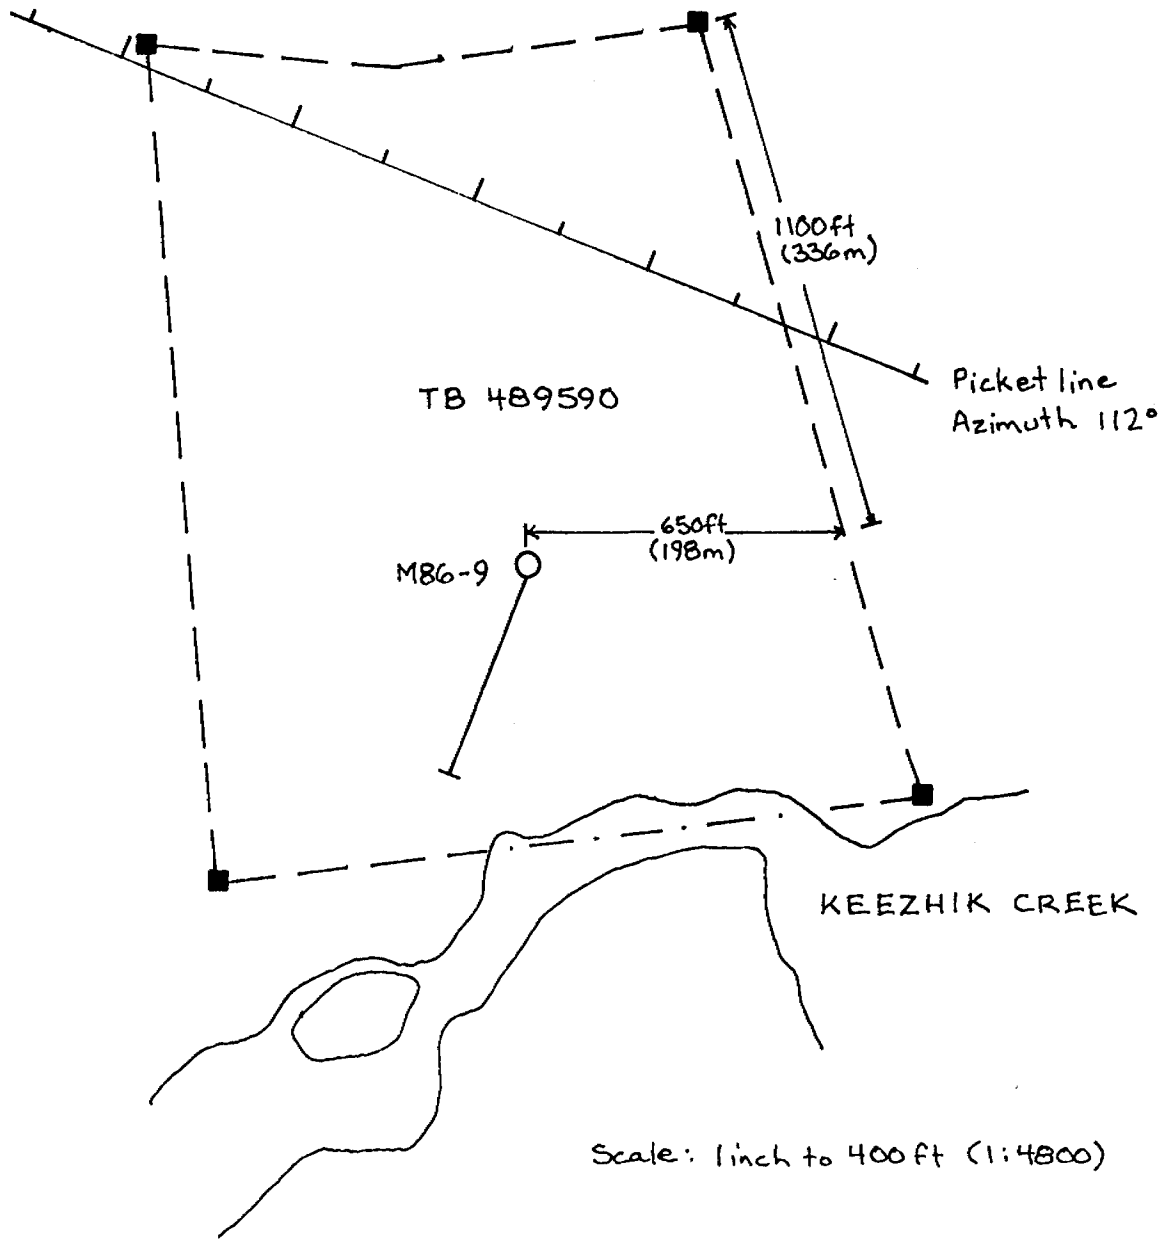 1100ft
(336m)
Picket line
Azimuth 112°
TB 489590
650ft
(198m)
M86-9
KEEZHIK CREEK
Scale: 1inch to 400ft (1:4800)